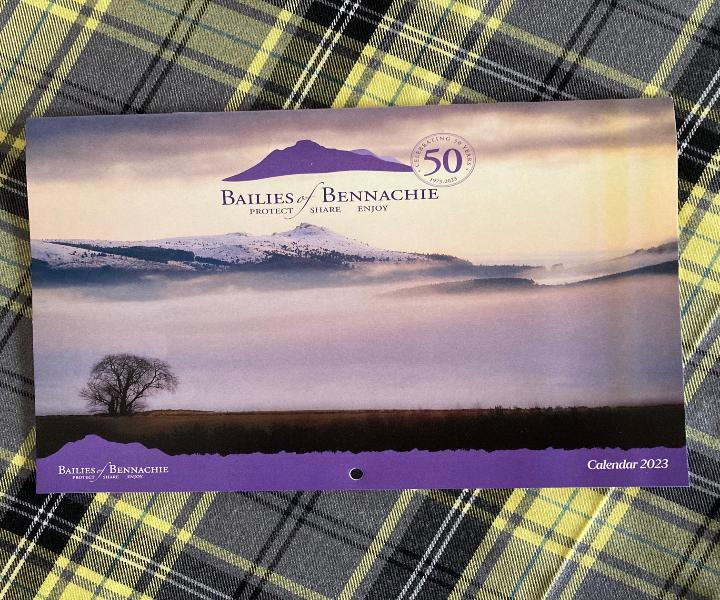 CELEBRATING 50 YEARS
50
1973-2023
BAILIES of BENNACHIE
PROTECT SHARE ENJOY
BAILIES of BENNACHIE
PROTECT SHARE ENJOY
Calendar 2023